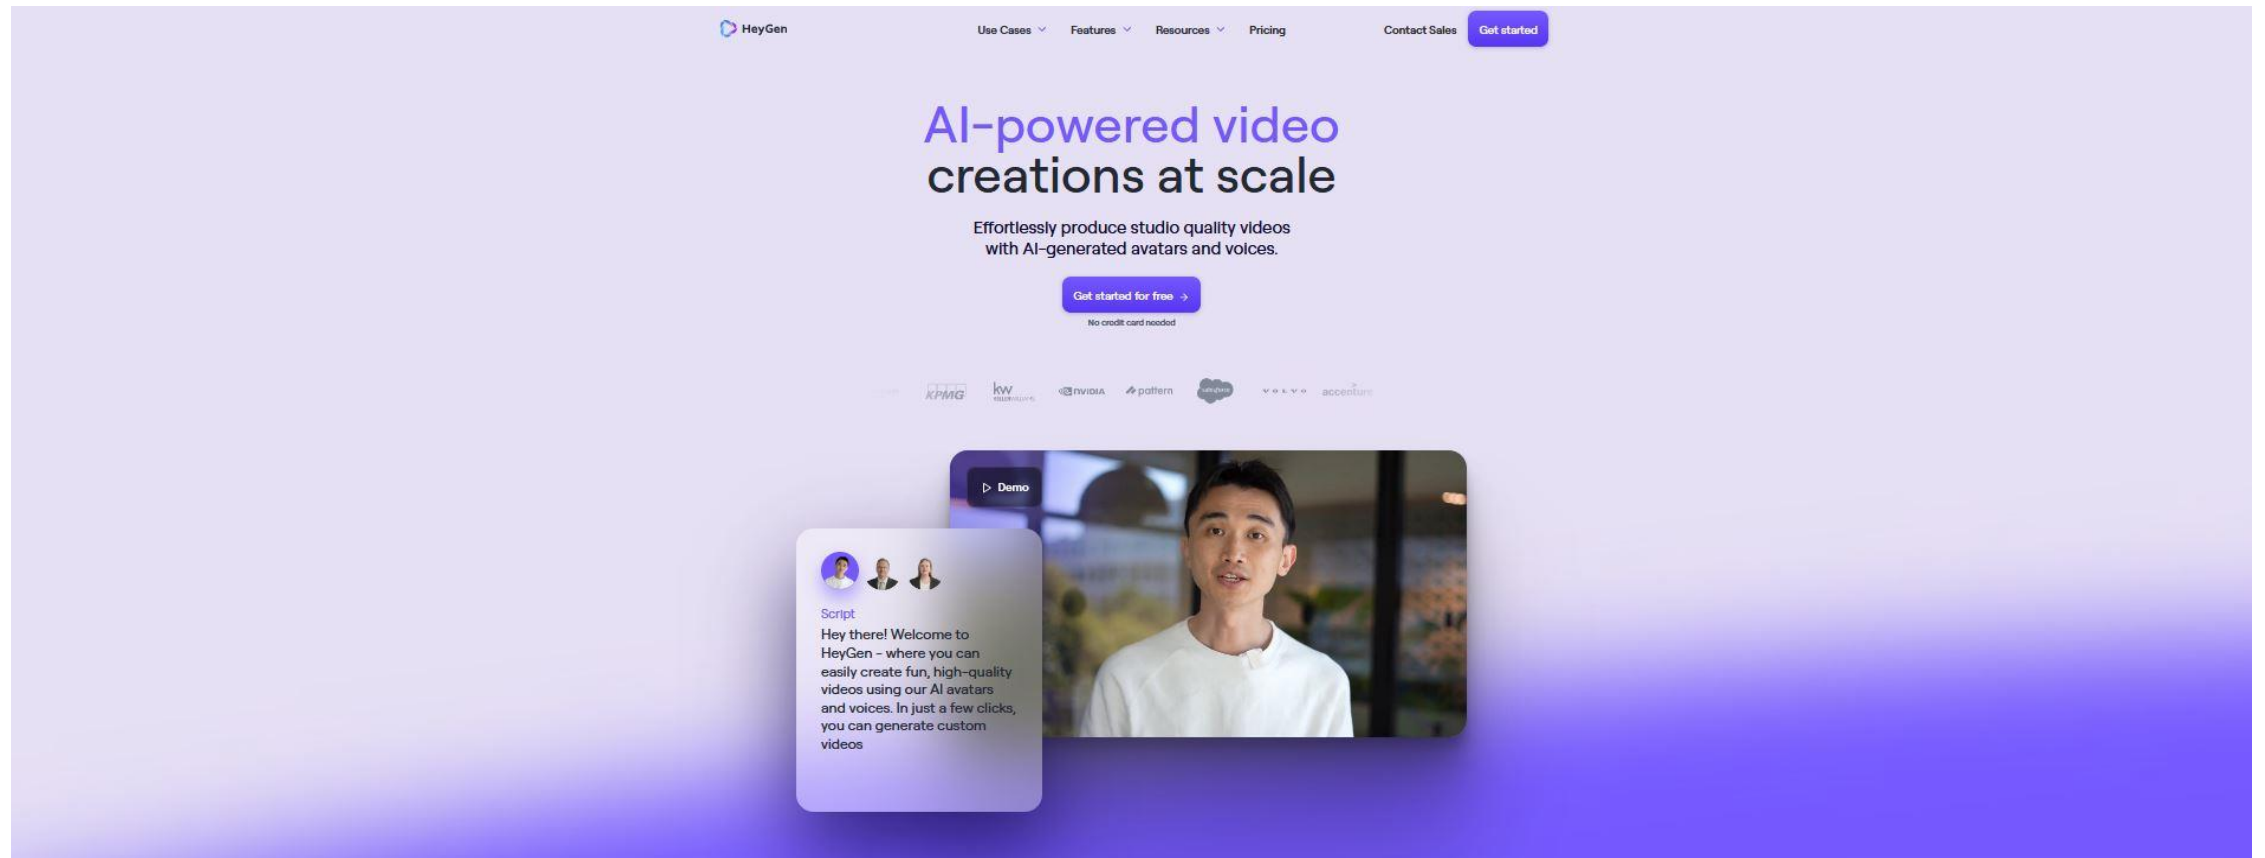 HeyGen
Use Cases
Features
Resources
Pricing
Contact Sales
Get started
AI-powered video
creations at scale
Effortlessly produce studio quality videos
with AI-generated avatars and voices.
Get started for free →
No credit card needed
KPMG
kw
KELLERWILLIAMS
NVIDIA
pattern
salesforce
VOLVO
accenture
Demo
Script
Hey there! Welcome to
HeyGen - where you can
easily create fun, high-quality
videos using our AI avatars
and voices. In just a few clicks,
you can generate custom
videos